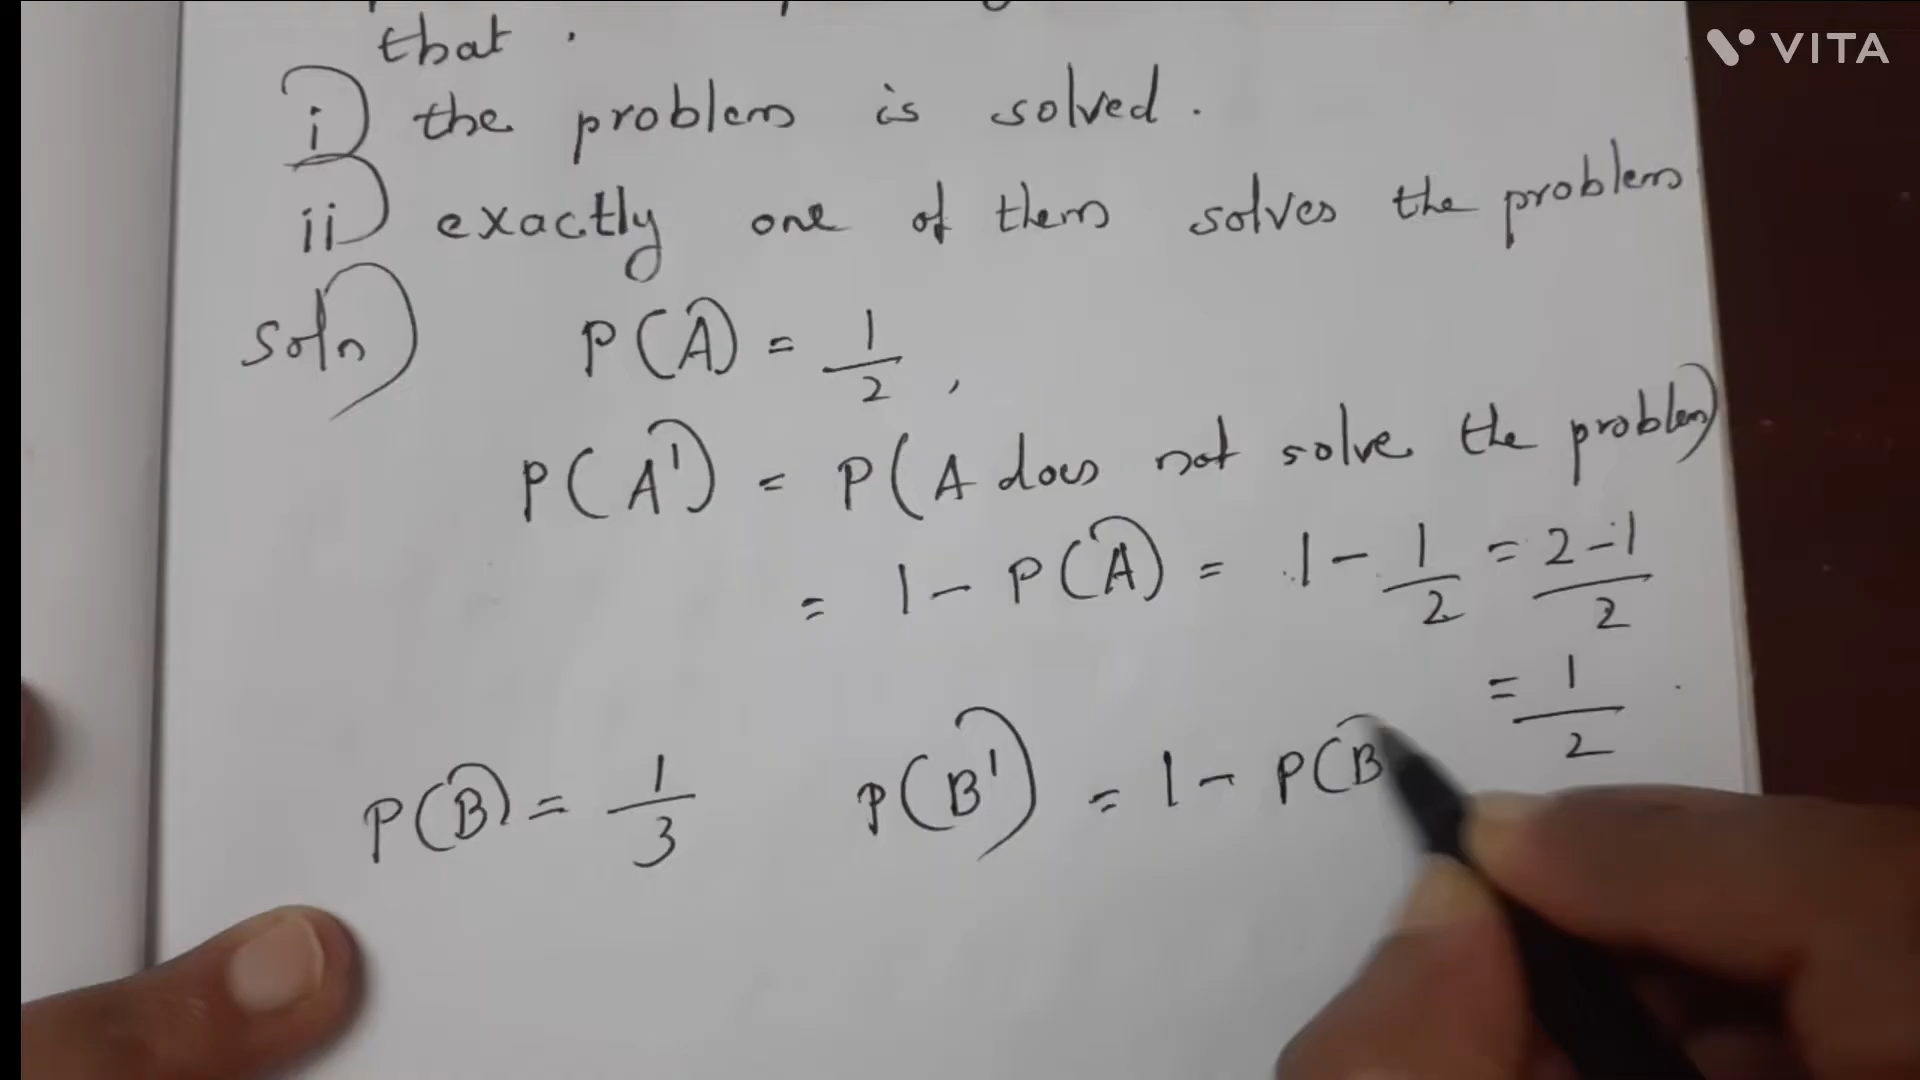 VITA
that .
i) the problem is solved.
ii) exactly one of them solves the problem
Soln) P(A) = 1/2 ,
P(A') = P(A does not solve the problem)
= 1 - P(A) = 1 - 1/2 = 2-1/2
= 1/2 .
P(B) = 1/3 P(B') = 1 - P(B